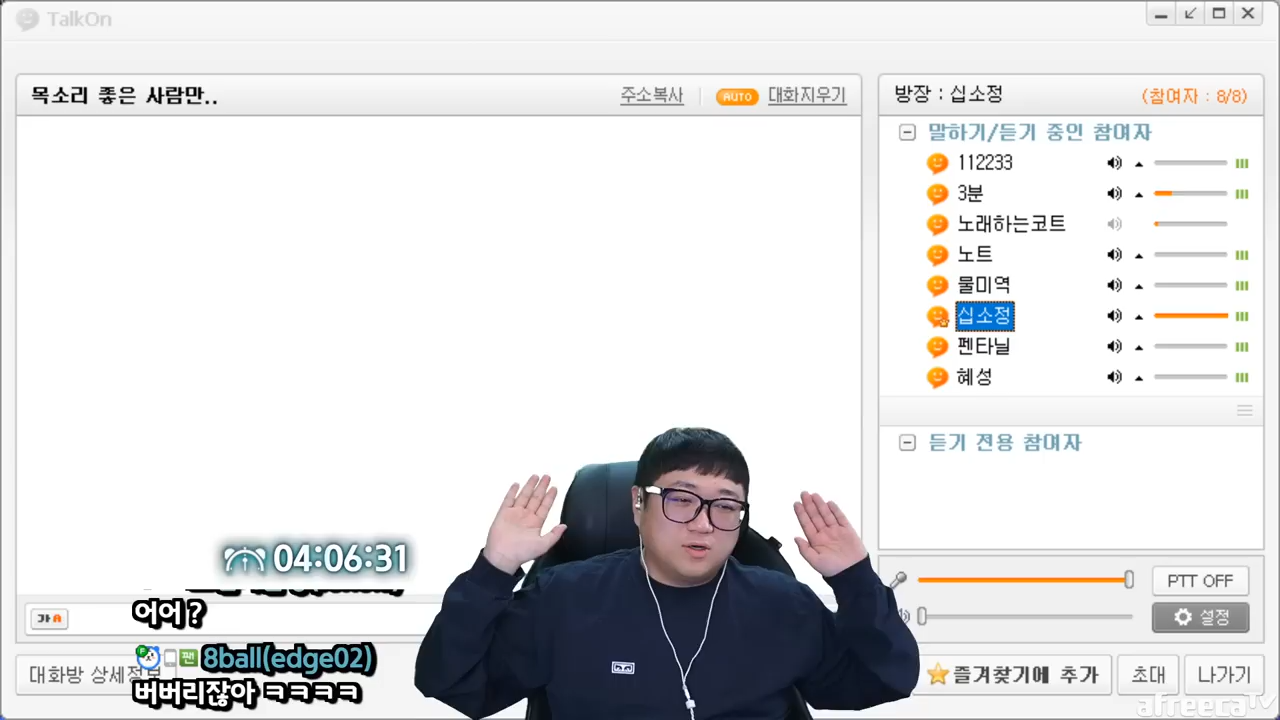 TalkOn
목소리 좋은 사람만..
주소복사
AUTO 대화지우기
방장 : 십소정
(참여자 : 8/8)
말하기/듣기 중인 참여자
112233
3분
노래하는코트
노트
물미역
십소정
펜타닐
혜성
듣기 전용 참여자
PTT OFF
설정
04:06:31
가A
어어?
팬 8ball(edge02)
버버리잖아 ㅋㅋㅋㅋ
대화방 상세정보
즐겨찾기에 추가
초대
나가기
afreecaTV